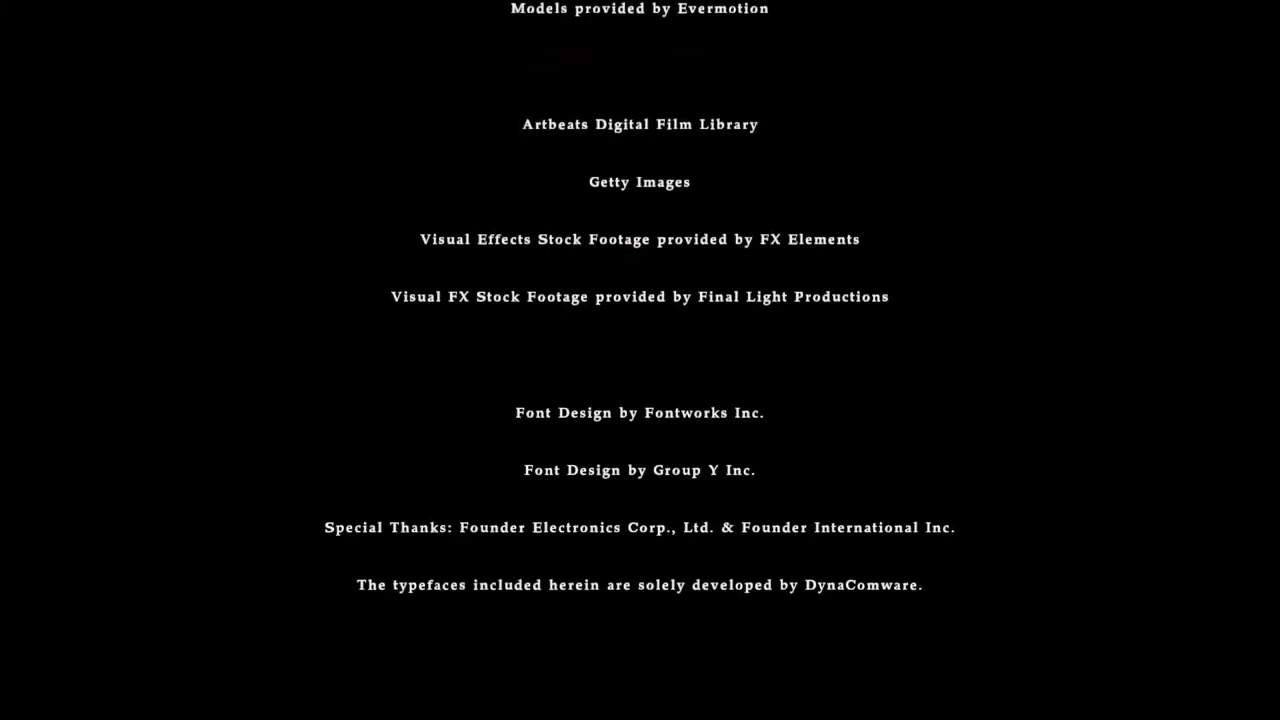 Models provided by Evermotion
Artbeats Digital Film Library
Getty Images
Visual Effects Stock Footage provided by FX Elements
Visual FX Stock Footage provided by Final Light Productions
Font Design by Fontworks Inc.
Font Design by Group Y Inc.
Special Thanks: Founder Electronics Corp., Ltd. & Founder International Inc.
The typefaces included herein are solely developed by DynaComware.